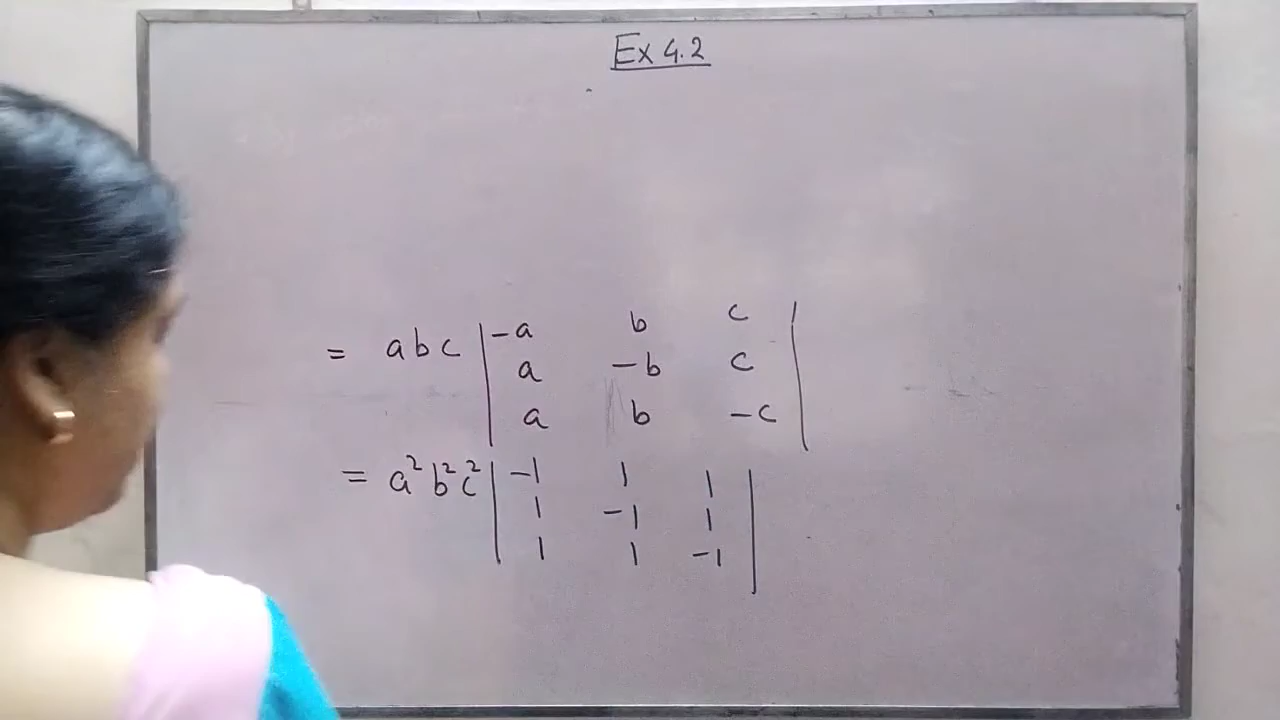 Ex 4.2
= abc | -a b c |
| a -b c |
| a b -c |
= a²b²c² | -1 1 1 |
| 1 -1 1 |
| 1 1 -1 |